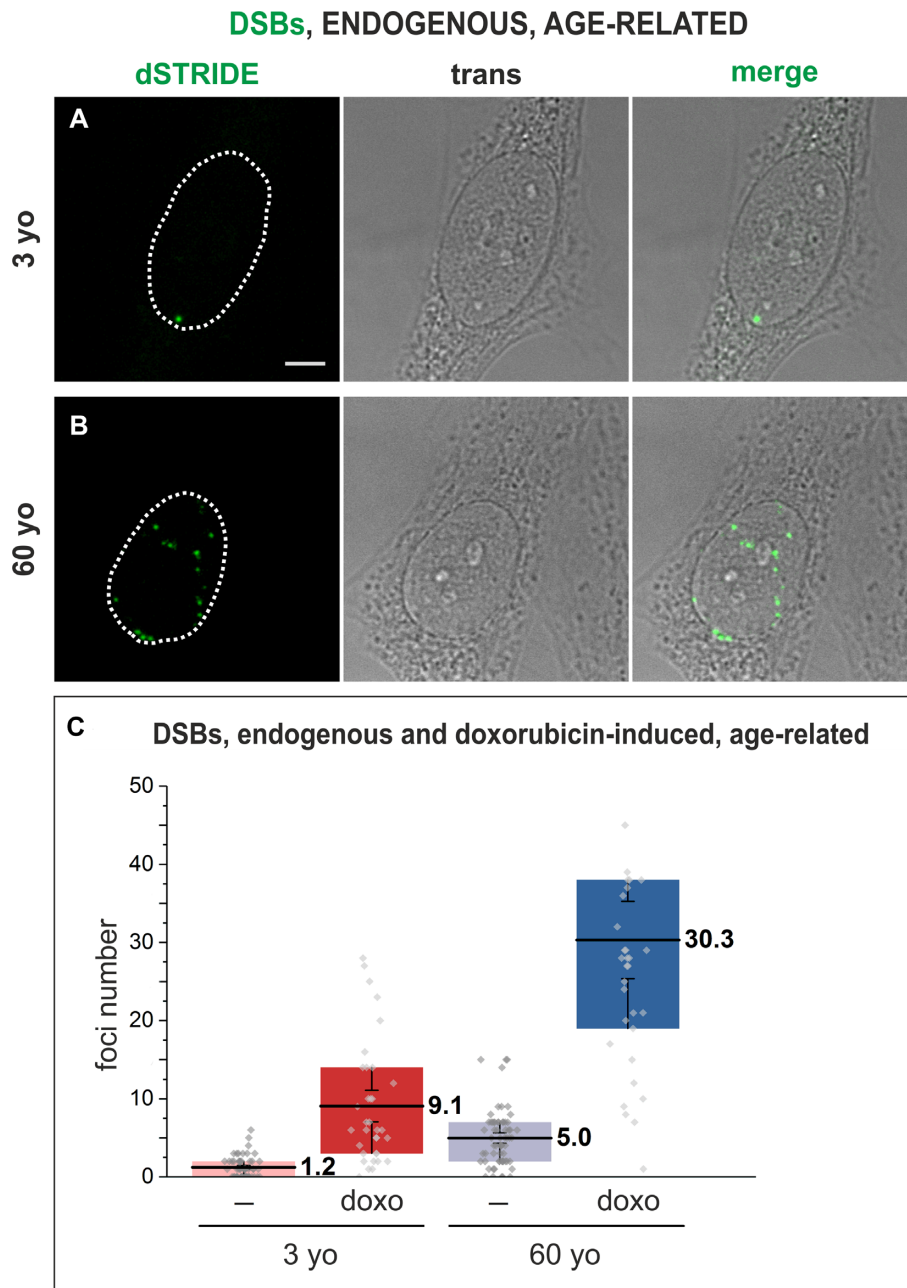 DSBs, ENDOGENOUS, AGE-RELATED
dSTRIDE trans merge
A
3 yo
B
60 yo
C
DSBs, endogenous and doxorubicin-induced, age-related
foci number
50
40
30
20
10
0
1.2
9.1
5.0
30.3
– doxo – doxo
3 yo 60 yo